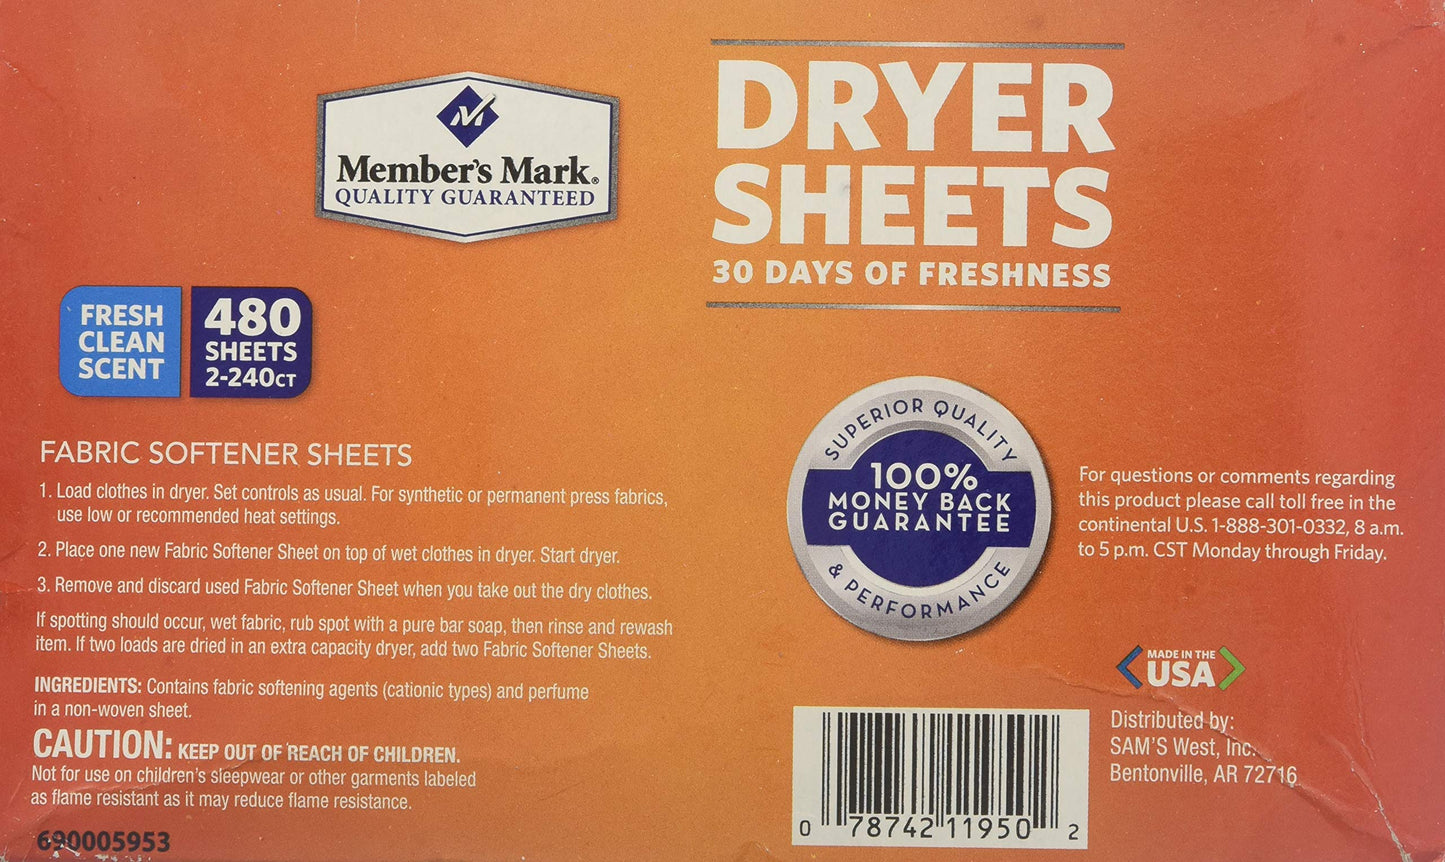 Member's Mark®
QUALITY GUARANTEED
DRYER
SHEETS
30 DAYS OF FRESHNESS
FRESH
CLEAN
SCENT
480
SHEETS
2-240CT
FABRIC SOFTENER SHEETS
1. Load clothes in dryer. Set controls as usual. For synthetic or permanent press fabrics,
use low or recommended heat settings.
2. Place one new Fabric Softener Sheet on top of wet clothes in dryer. Start dryer.
3. Remove and discard used Fabric Softener Sheet when you take out the dry clothes.
If spotting should occur, wet fabric, rub spot with a pure bar soap, then rinse and rewash
item. If two loads are dried in an extra capacity dryer, add two Fabric Softener Sheets.
INGREDIENTS: Contains fabric softening agents (cationic types) and perfume
in a non-woven sheet.
CAUTION: KEEP OUT OF REACH OF CHILDREN.
Not for use on children's sleepwear or other garments labeled
as flame resistant as it may reduce flame resistance.
690005953
SUPERIOR QUALITY
100%
MONEY BACK
GUARANTEE
& PERFORMANCE
For questions or comments regarding
this product please call toll free in the
continental U.S. 1-888-301-0332, 8 a.m.
to 5 p.m. CST Monday through Friday.
MADE IN THE
USA
Distributed by:
SAM'S West, Inc.
Bentonville, AR 72716
0 78742 11950 2